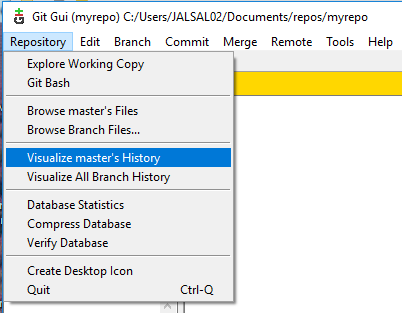 Git Gui (myrepo) C:/Users/JALSAL02/Documents/repos/myrepo
Repository Edit Branch Commit Merge Remote Tools Help
Explore Working Copy
Git Bash
Browse master's Files
Browse Branch Files...
Visualize master's History
Visualize All Branch History
Database Statistics
Compress Database
Verify Database
Create Desktop Icon
Quit Ctrl-Q